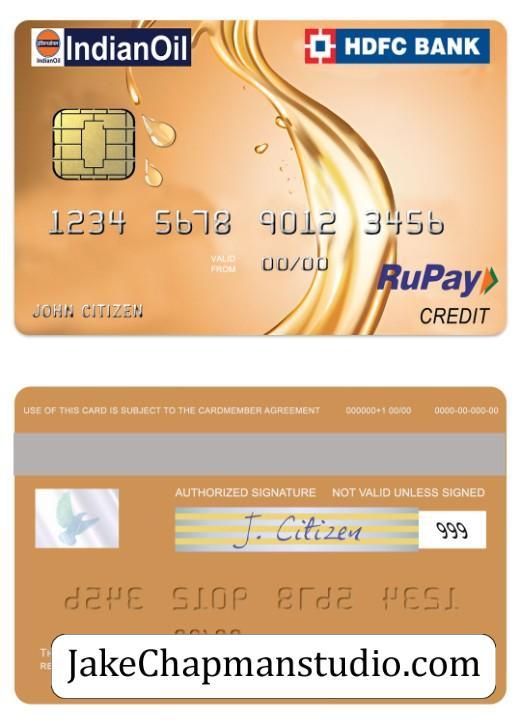 IndianOil
IndianOil
HDFC BANK
1234 5678 9012 3456
VALID
FROM
00/00
RuPay
CREDIT
JOHN CITIZEN
USE OF THIS CARD IS SUBJECT TO THE CARDMEMBER AGREEMENT 000000+1 00/00 0000-00-000-00
AUTHORIZED SIGNATURE NOT VALID UNLESS SIGNED
J. Citizen
999
JakeChapmanstudio.com